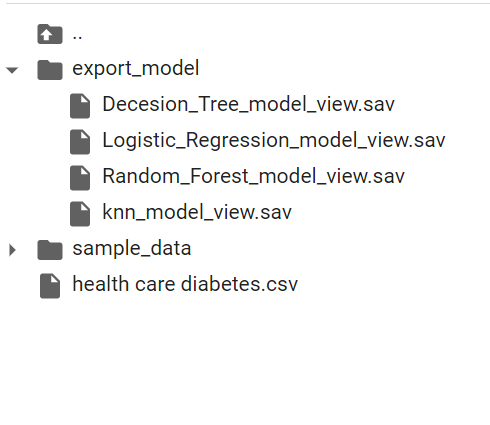 ..
export_model
Decesion_Tree_model_view.sav
Logistic_Regression_model_view.sav
Random_Forest_model_view.sav
knn_model_view.sav
sample_data
health care diabetes.csv